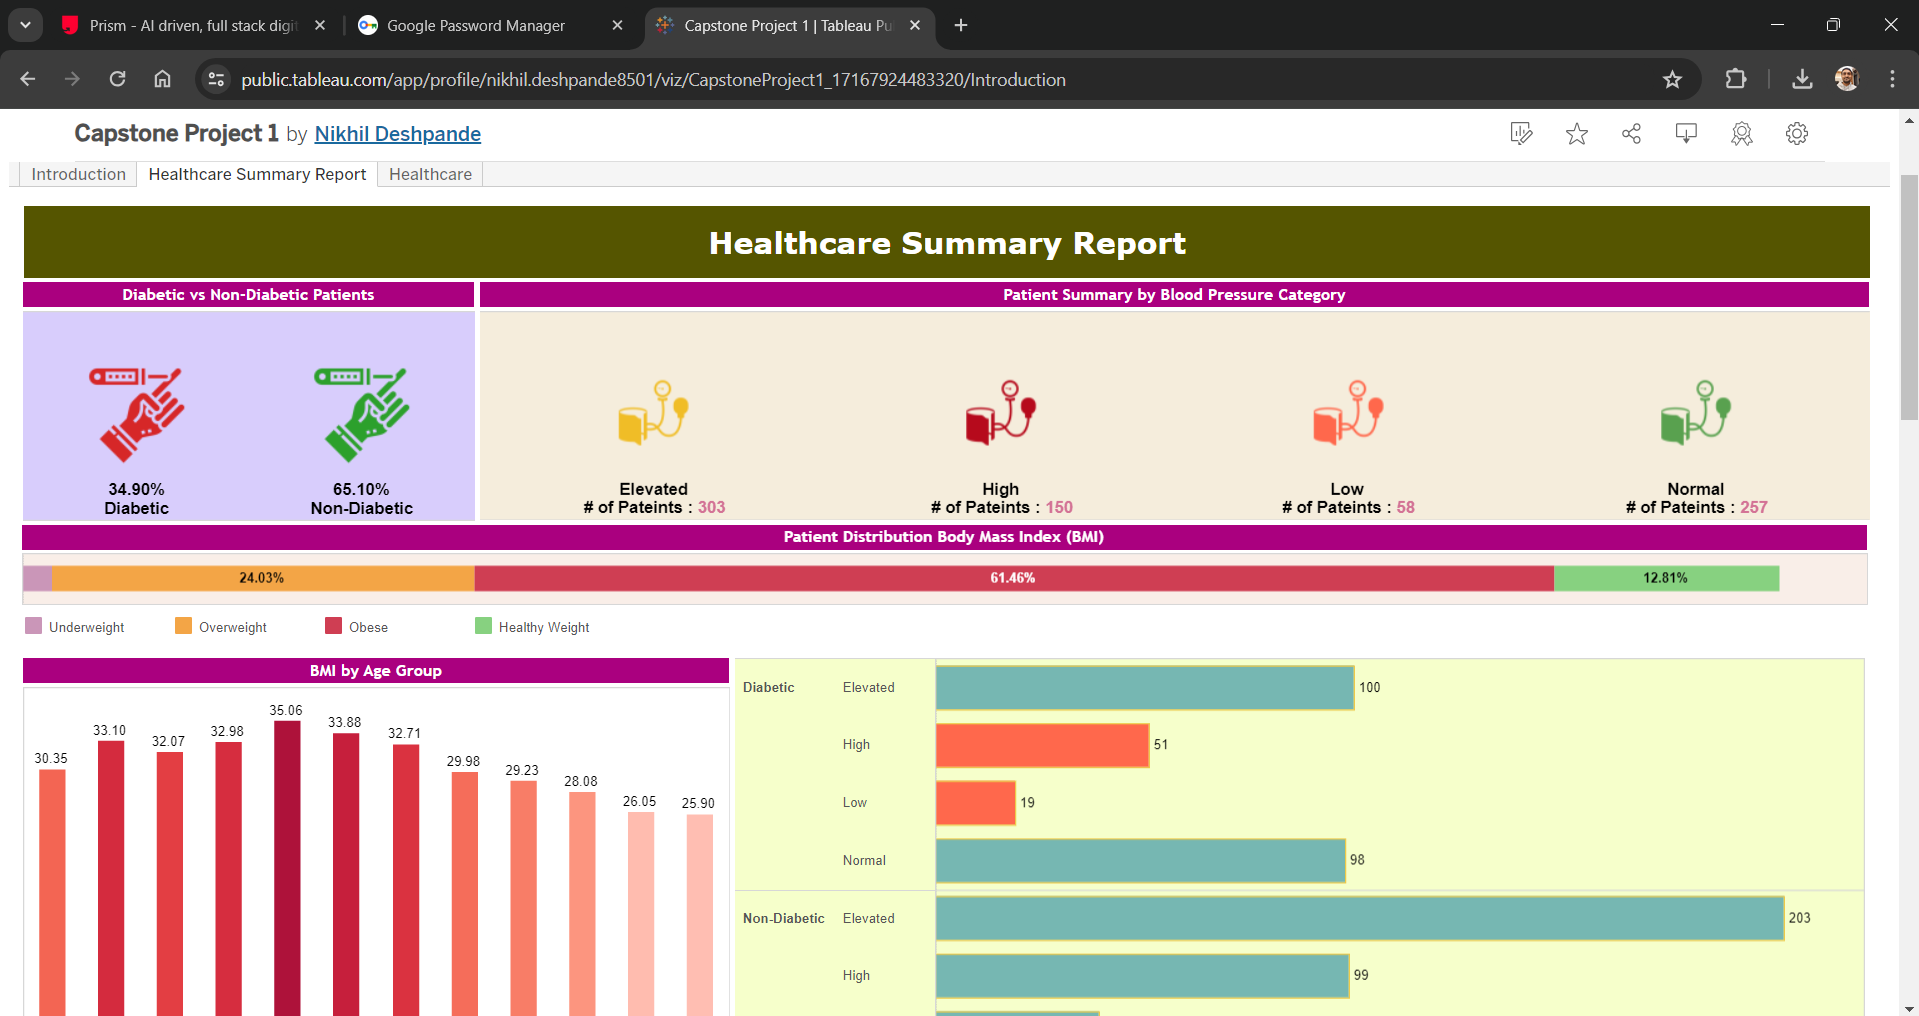 Prism - AI driven, full stack digit
Google Password Manager
Capstone Project 1 | Tableau Pu
public.tableau.com/app/profile/nikhil.deshpande8501/viz/CapstoneProject1_17167924483320/Introduction
Capstone Project 1 by Nikhil Deshpande
Introduction
Healthcare Summary Report
Healthcare
Healthcare Summary Report
Diabetic vs Non-Diabetic Patients
Patient Summary by Blood Pressure Category
34.90%
Diabetic
65.10%
Non-Diabetic
Elevated
# of Pateints : 303
High
# of Pateints : 150
Low
# of Pateints : 58
Normal
# of Pateints : 257
Patient Distribution Body Mass Index (BMI)
24.03%
61.46%
12.81%
Underweight
Overweight
Obese
Healthy Weight
BMI by Age Group
30.35
33.10
32.07
32.98
35.06
33.88
32.71
29.98
29.23
28.08
26.05
25.90
Diabetic
Elevated
100
High
51
Low
19
Normal
98
Non-Diabetic
Elevated
203
High
99